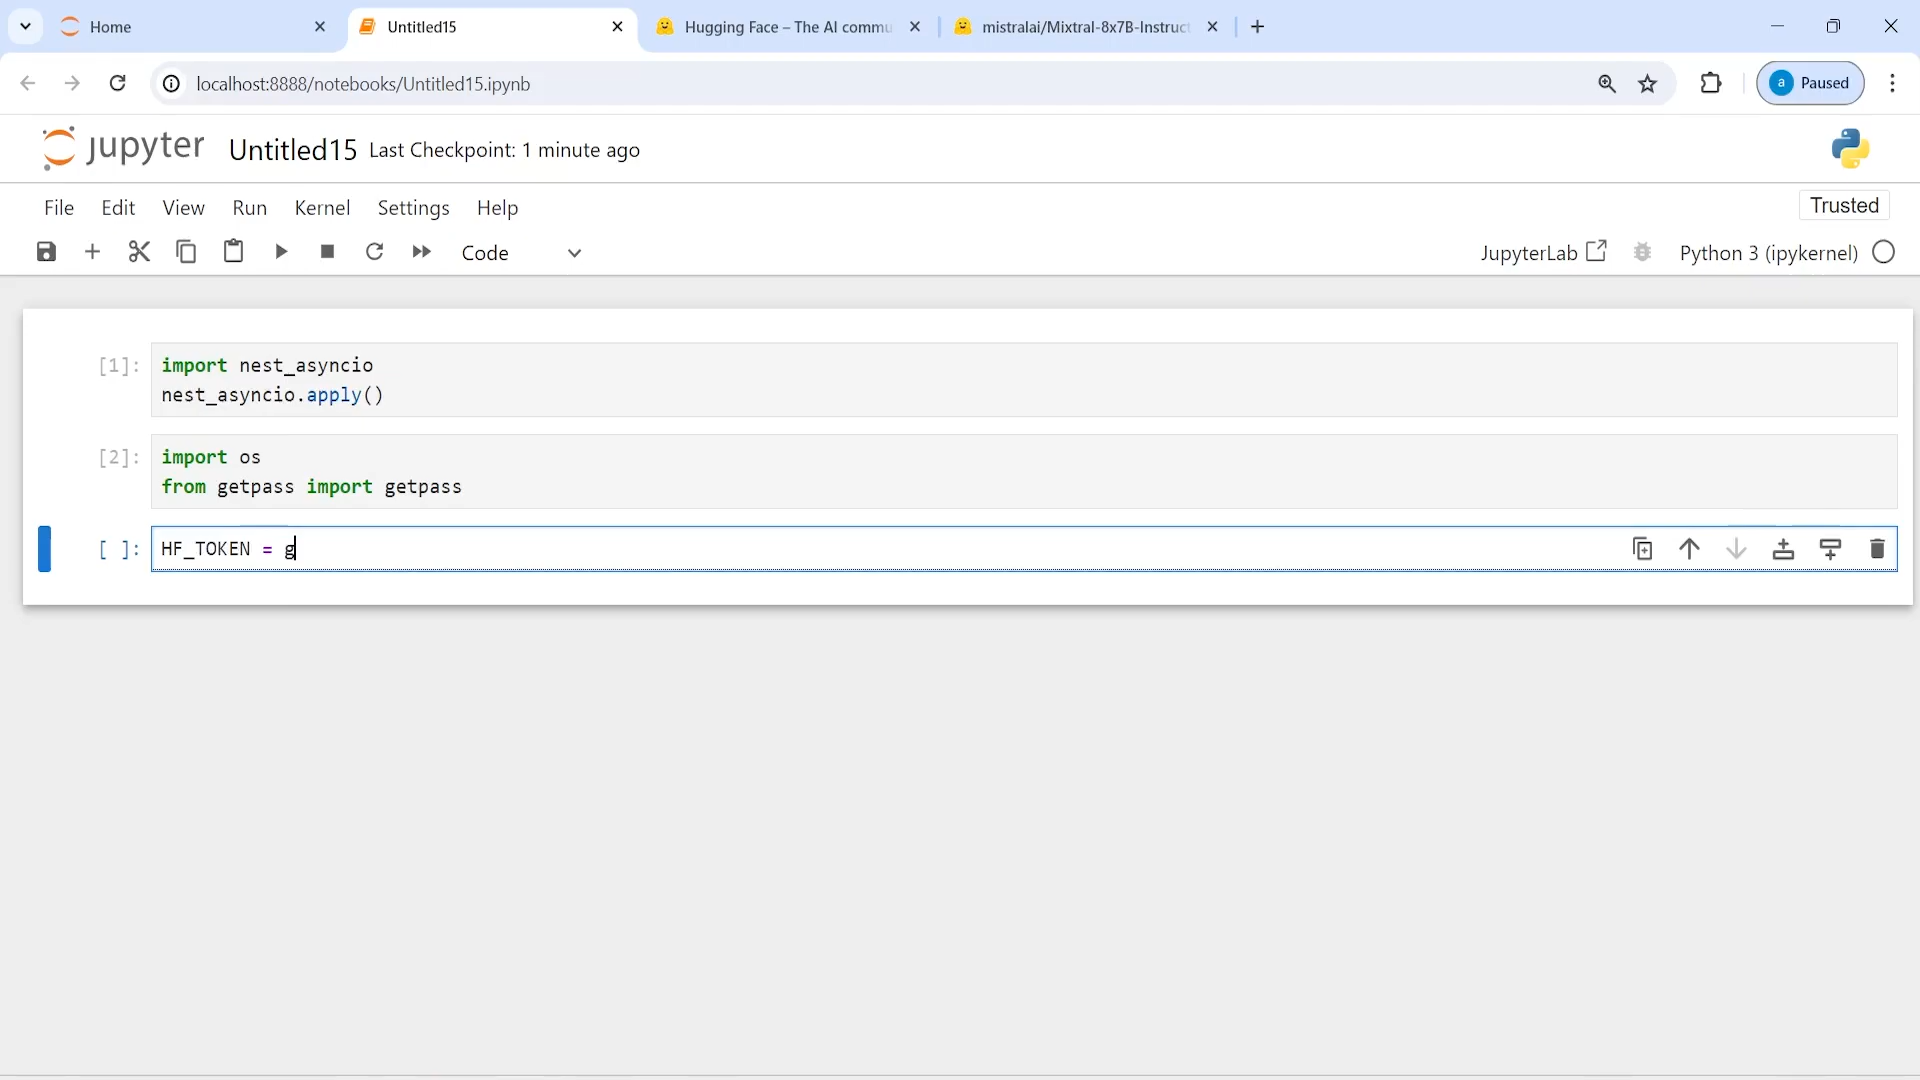 Home
Untitled15
Hugging Face – The AI commu
mistralai/Mixtral-8x7B-Instruct
localhost:8888/notebooks/Untitled15.ipynb
a Paused
jupyter Untitled15 Last Checkpoint: 1 minute ago
File Edit View Run Kernel Settings Help
Trusted
Code
JupyterLab
Python 3 (ipykernel)
[1]: import nest_asyncio
nest_asyncio.apply()
[2]: import os
from getpass import getpass
[ ]: HF_TOKEN = g